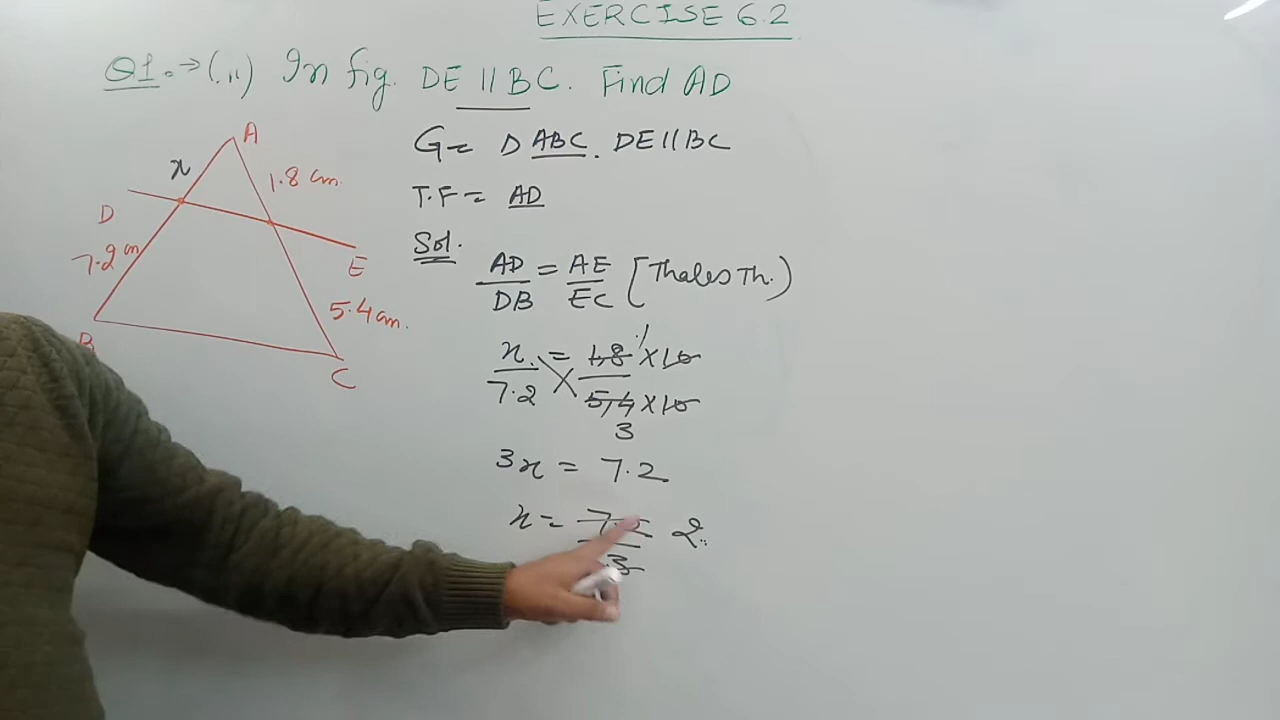 EXERCISE 6.2
Q1. → (ii) In fig. DE || BC. Find AD
A
x
1.8 cm.
D
7.2 cm
E
5.4 cm.
B
C
G = △ ABC. DE || BC
T.F = AD
Sol.
AD/DB = AE/EC [Thales Th.)
x/7.2 = 1.8 1 × 10 / 5.4 × 10
3
3x = 7.2
x = 7.2/3 2.